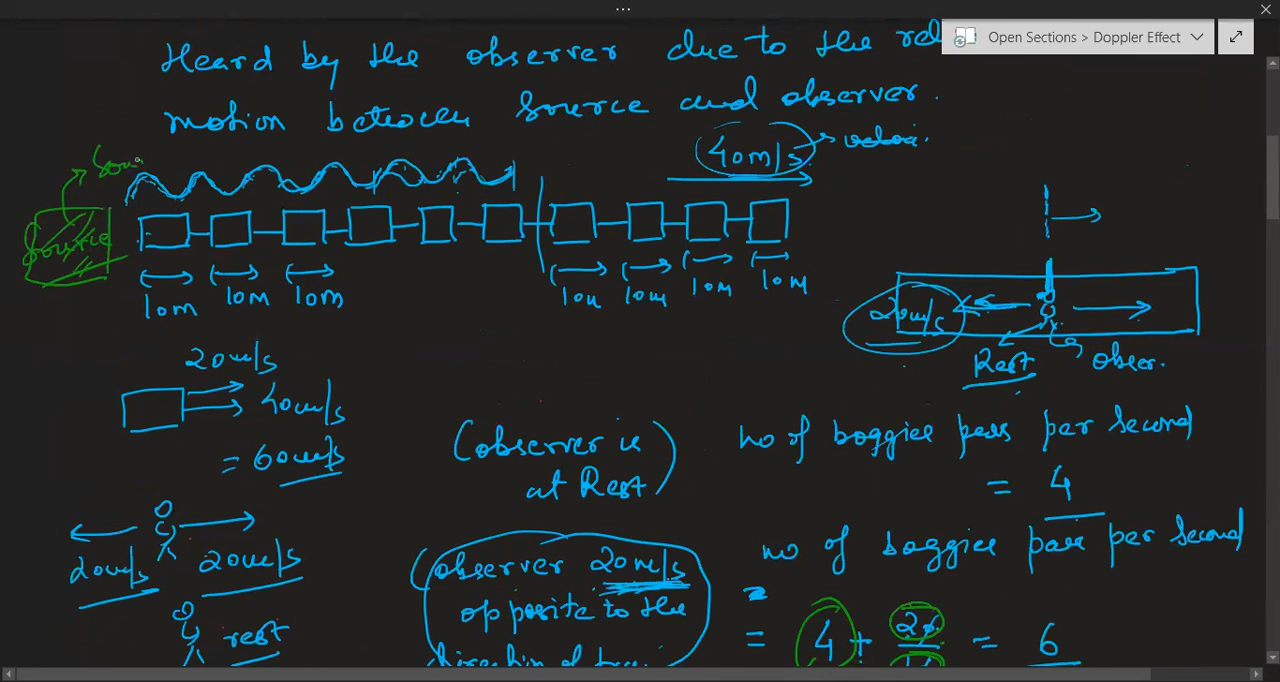 Open Sections > Doppler Effect
Heard by the observer due to the rel
motion between source and observer.
40m/s
Source
10m 10m 10m 10m 10m 10m 10m
20m/s
Rest obser.
20m/s
40m/s
= 60m/s
(observer is
at Rest)
no of boggies pass per second
= 4
20m/s 20m/s
rest
(observer 20m/s
opposite to the
direction of
no of boggies pass per second
= 4 + = 6